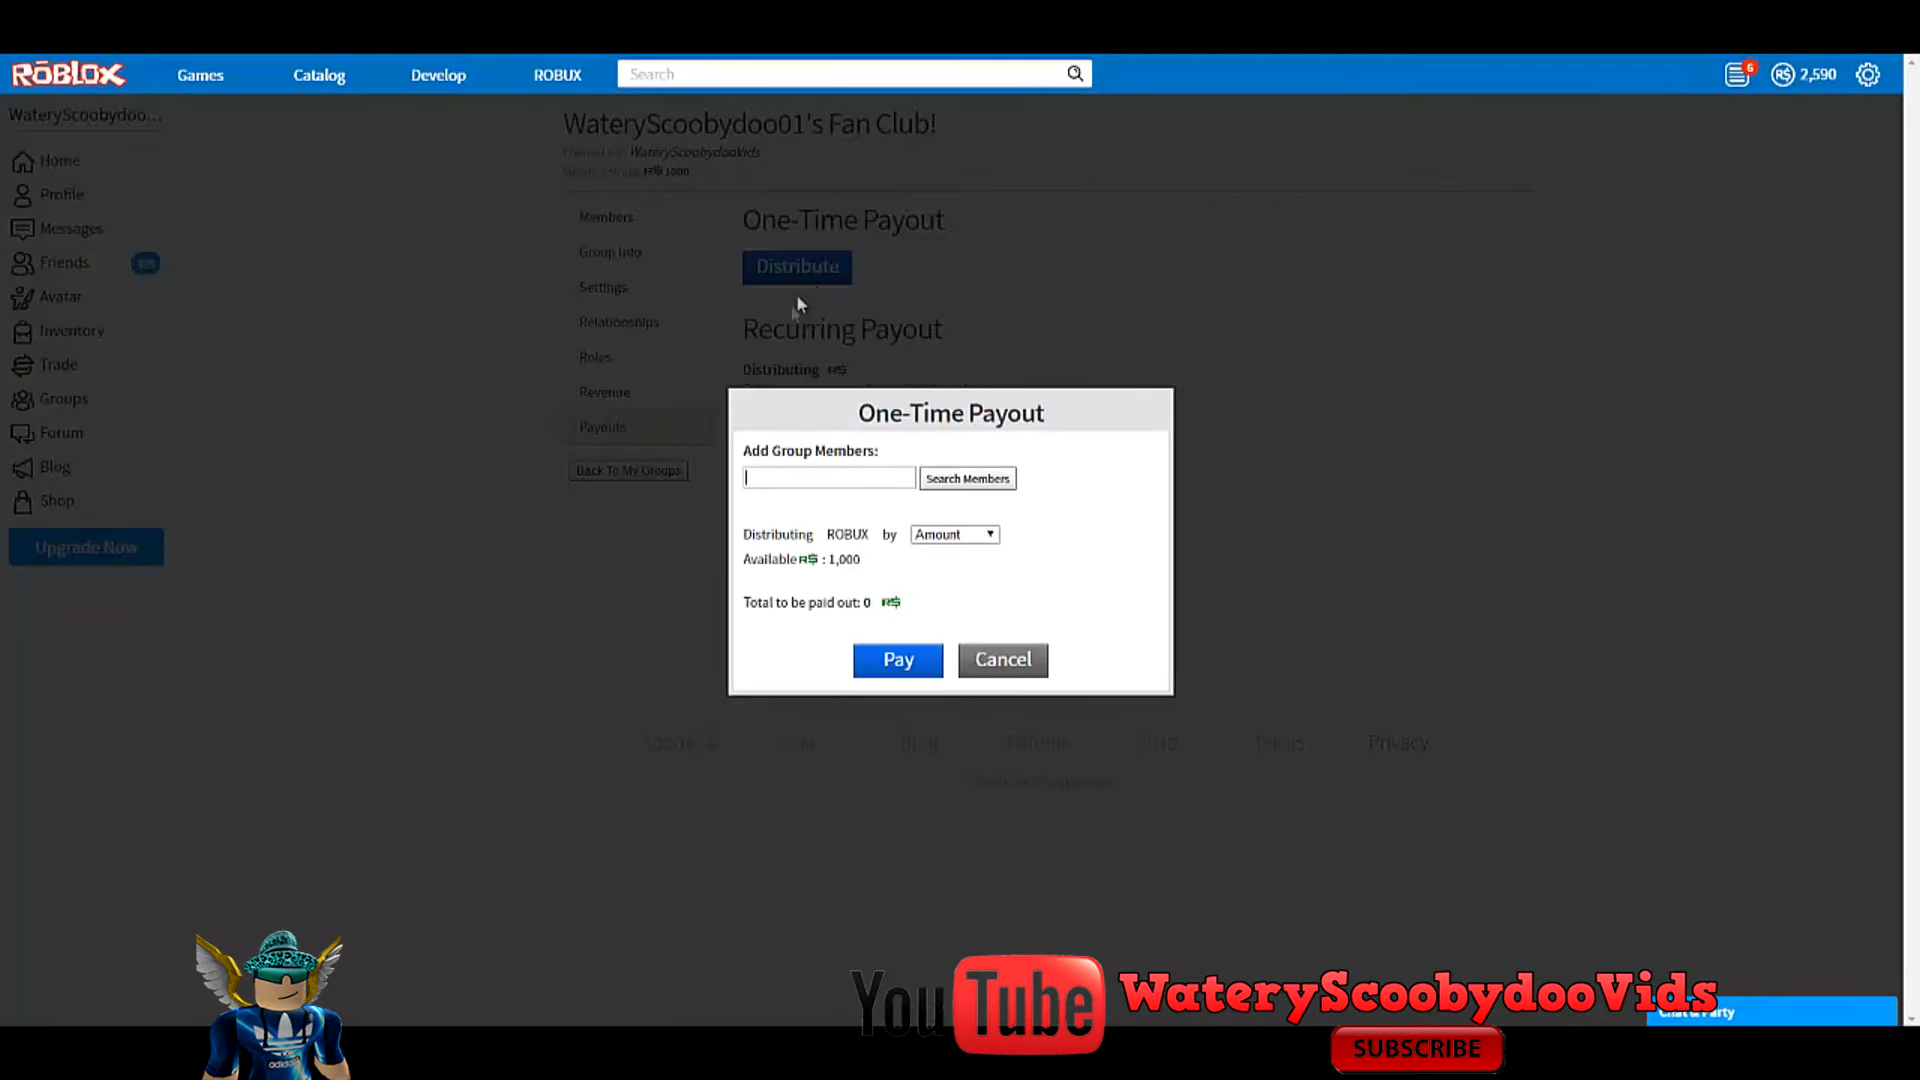 ROBLOX
Games
Catalog
Develop
ROBUX
Search
6
R$ 2,590
WateryScoobydoo...
Home
Profile
Messages
Friends
Avatar
Inventory
Trade
Groups
Forum
Blog
Shop
Upgrade Now
WateryScoobydoo01's Fan Club!
WateryScoobydooVids
R$ 1000
Members
Group Info
Settings
Relationships
Roles
Revenue
Payouts
Back To My Groups
One-Time Payout
Distribute
Recurring Payout
Distributing R$
One-Time Payout
Add Group Members:
Search Members
Distributing ROBUX by Amount
Available R$ : 1,000
Total to be paid out: 0 R$
Pay
Cancel
Privacy
adidas
YouTube
WateryScoobydooVids
Chat & Party
SUBSCRIBE